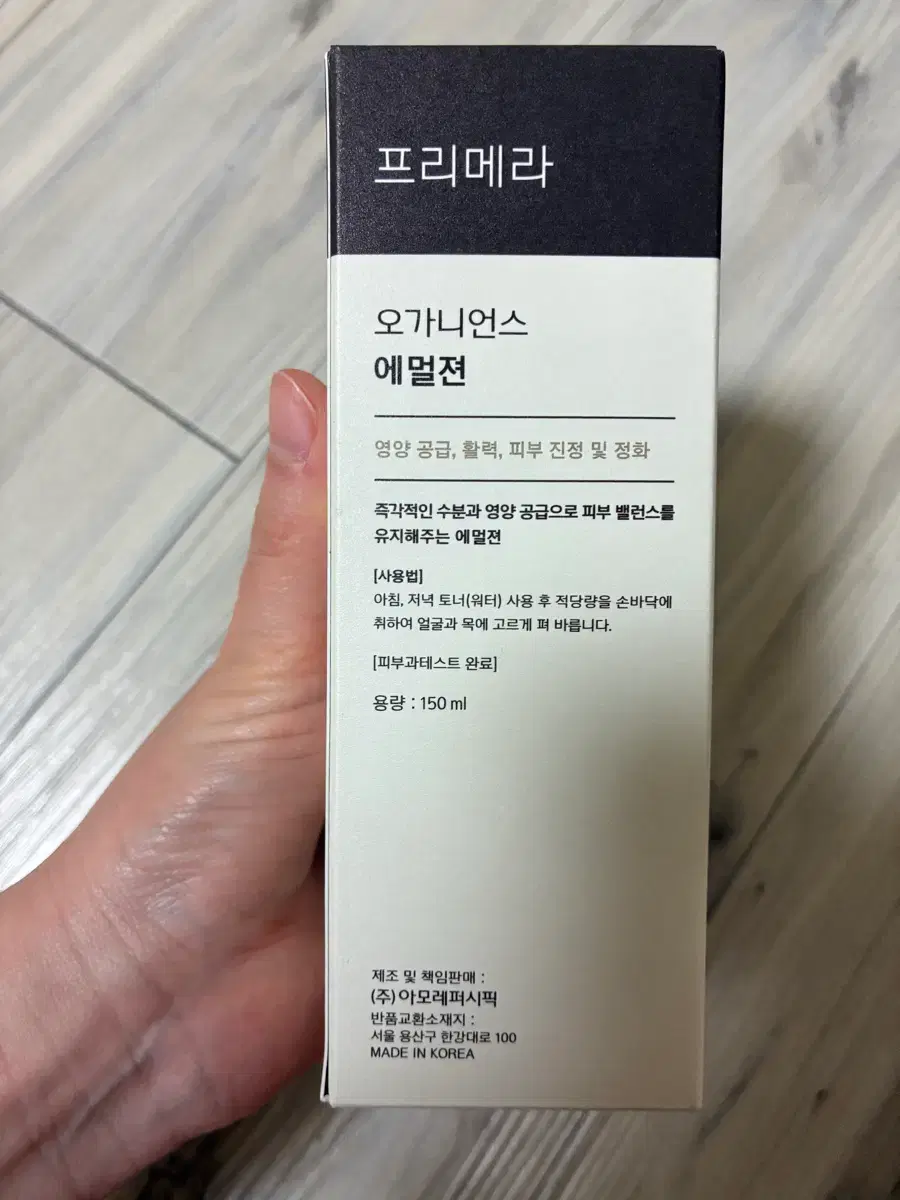 프리메라
오가니언스
에멀젼
영양 공급, 활력, 피부 진정 및 정화
즉각적인 수분과 영양 공급으로 피부 밸런스를
유지해주는 에멀젼
[사용법]
아침, 저녁 토너(워터) 사용 후 적당량을 손바닥에
취하여 얼굴과 목에 고르게 펴 바릅니다.
[피부과테스트 완료]
용량 : 150 ml
제조 및 책임판매 :
(주)아모레퍼시픽
반품교환소재지 :
서울 용산구 한강대로 100
MADE IN KOREA